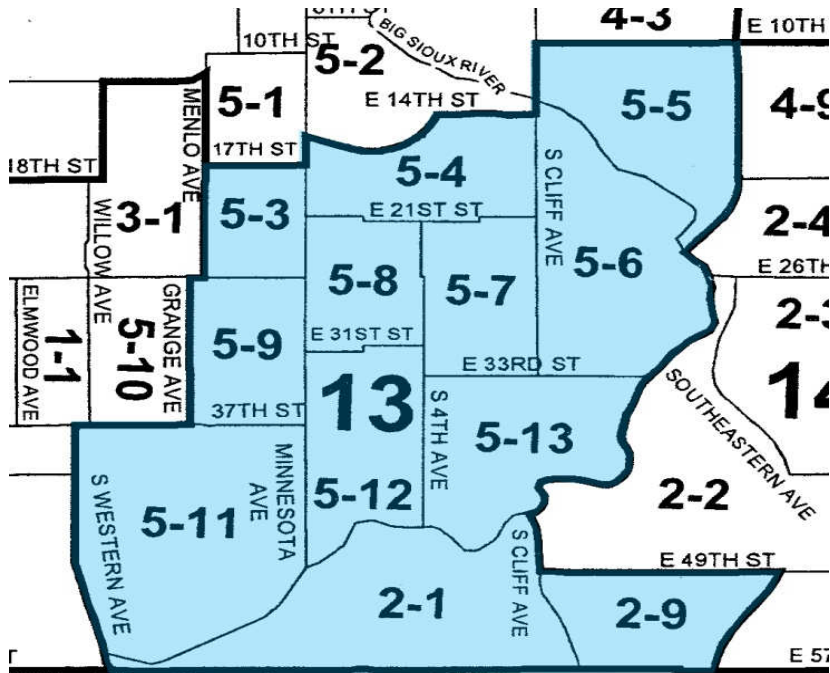 4-3
E 10TH
10TH ST
5-2
BIG SIOUX RIVER
5-1
E 14TH ST
5-5
4-9
MENLO AVE
17TH ST
18TH ST
5-4
S CLIFF AVE
3-1
WILLOW AVE
5-3
E 21ST ST
2-4
5-6
E 26TH
5-8
5-7
ELMWOOD AVE
1-1
5-10
GRANGE AVE
5-9
E 31ST ST
2-3
E 33RD ST
13
14
37TH ST
S 4TH AVE
5-13
SOUTHEASTERN AVE
MINNESOTA AVE
S WESTERN AVE
5-12
2-2
5-11
S CLIFF AVE
E 49TH ST
2-1
2-9
E 57